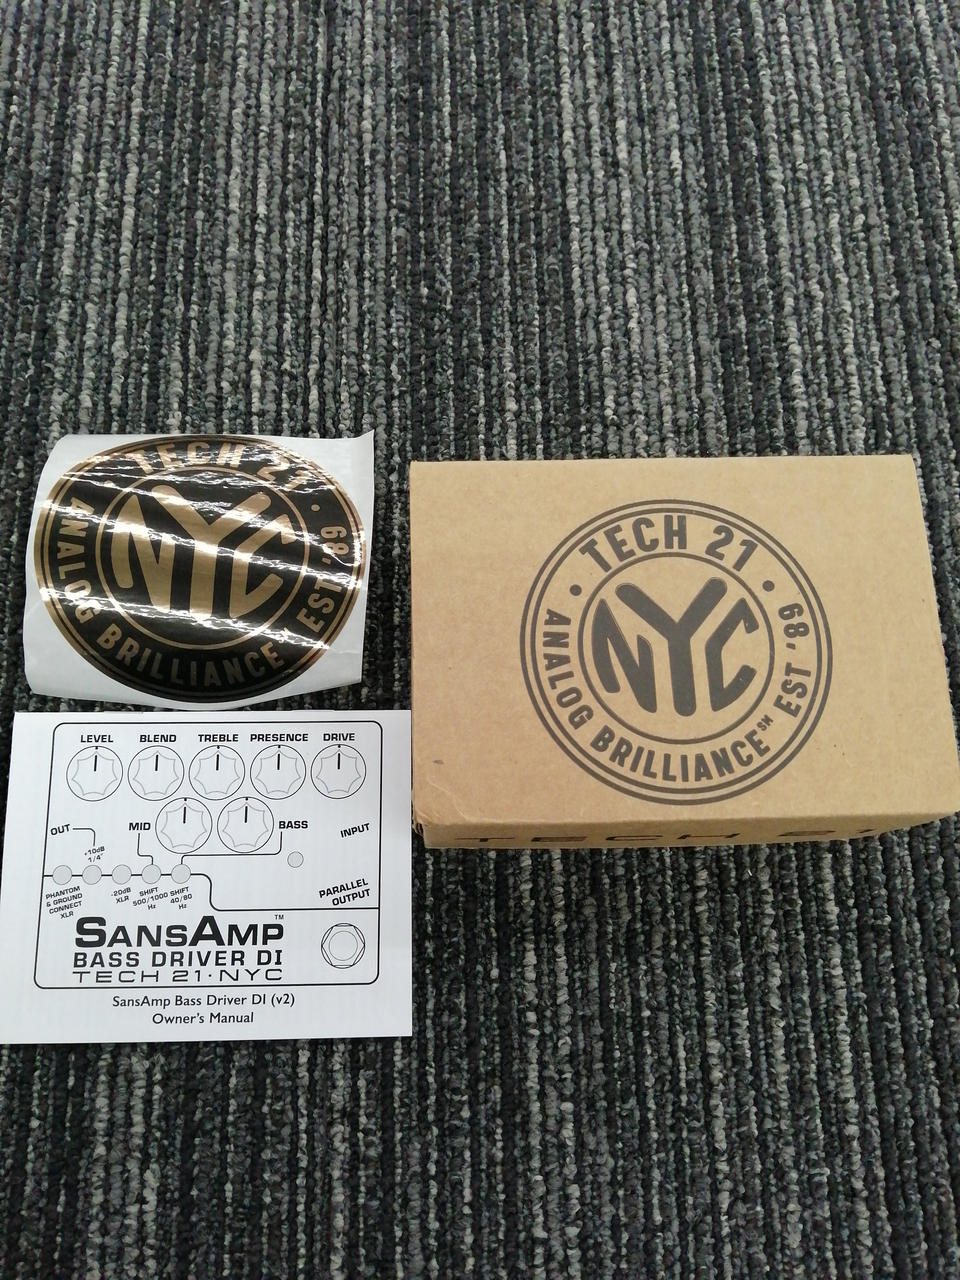 TECH 21
NYC
ANALOG BRILLIANCE
EST '89
TECH 21
NYC
ANALOG BRILLIANCE℠
EST '89
TECH 21
LEVEL BLEND TREBLE PRESENCE DRIVE
MID BASS
OUT
INPUT
+10dB
1/4"
PHANTOM
& GROUND
CONNECT
XLR
-20dB
XLR
SHIFT
500/1000
Hz
SHIFT
40/80
Hz
PARALLEL
OUTPUT
SANSAMP™
BASS DRIVER DI
TECH 21·NYC
SansAmp Bass Driver DI (v2)
Owner's Manual